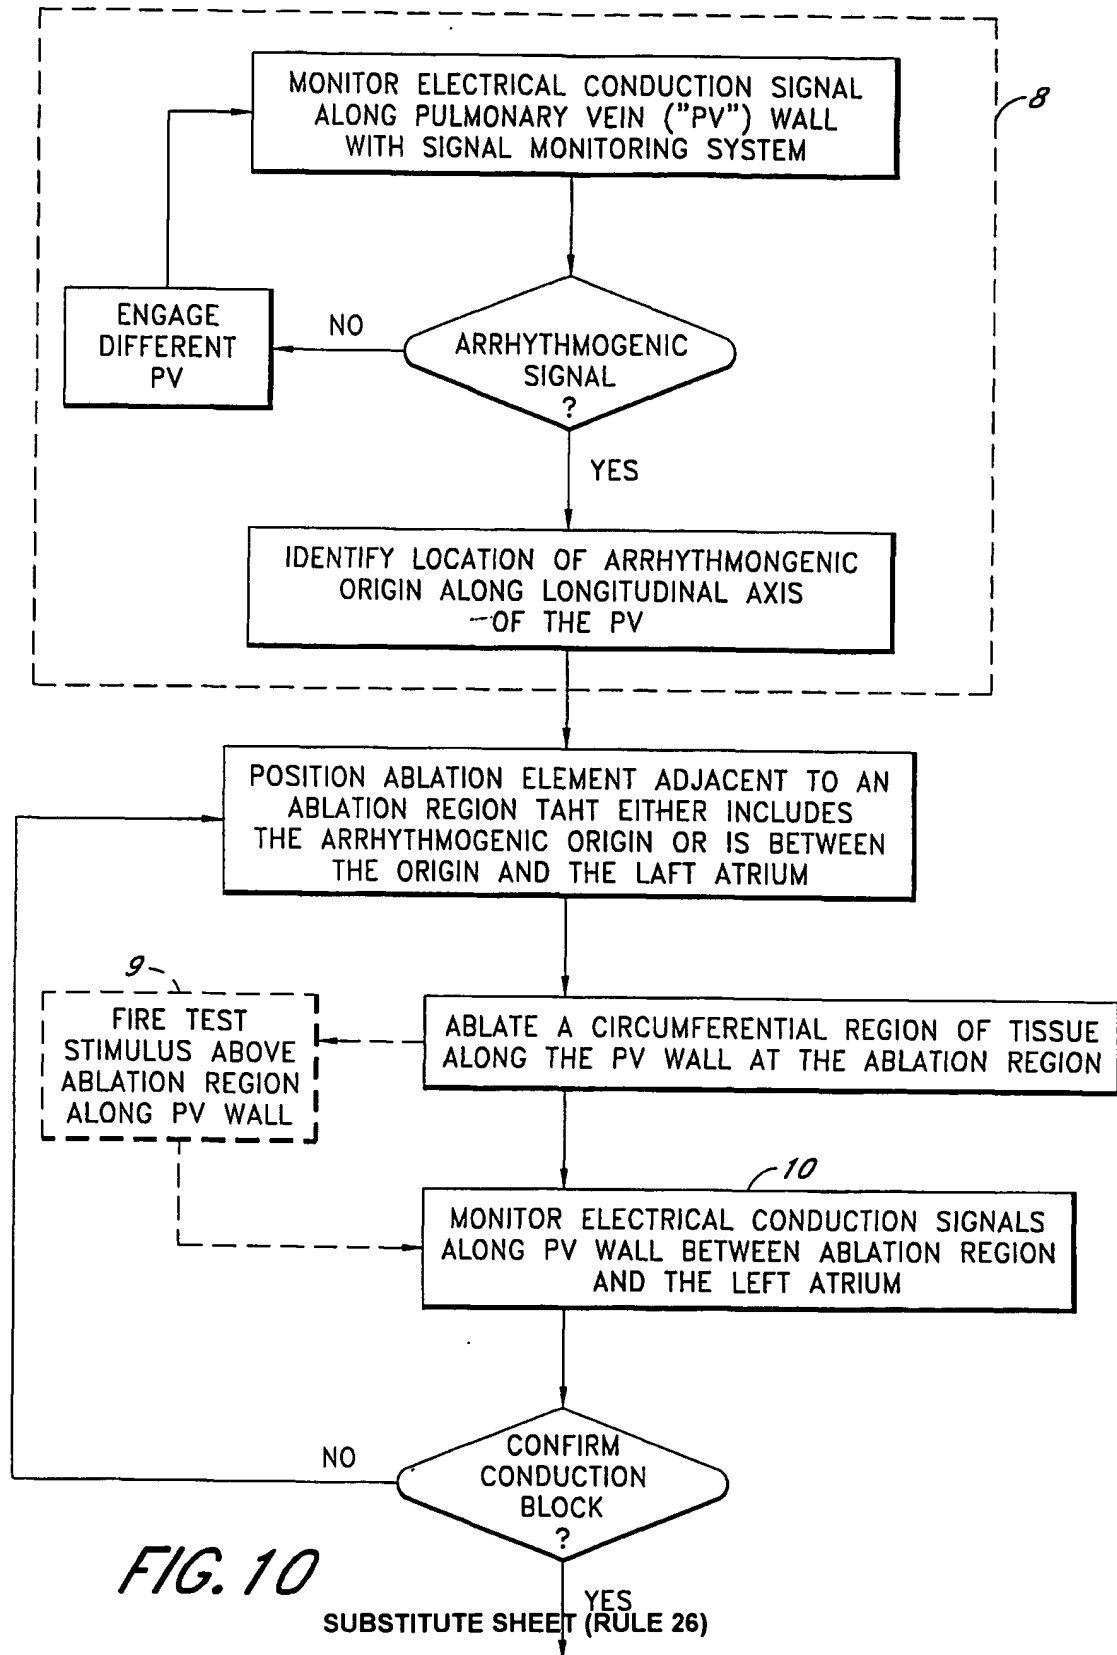 MONITOR ELECTRICAL CONDUCTION SIGNAL
ALONG PULMONARY VEIN ("PV") WALL
WITH SIGNAL MONITORING SYSTEM
8
ENGAGE
DIFFERENT
PV
NO
ARRHYTHMOGENIC
SIGNAL
?
YES
IDENTIFY LOCATION OF ARRHYTHMONGENIC
ORIGIN ALONG LONGITUDINAL AXIS
OF THE PV
POSITION ABLATION ELEMENT ADJACENT TO AN
ABLATION REGION TAHT EITHER INCLUDES
THE ARRHYTHMOGENIC ORIGIN OR IS BETWEEN
THE ORIGIN AND THE LAFT ATRIUM
9
FIRE TEST
STIMULUS ABOVE
ABLATION REGION
ALONG PV WALL
ABLATE A CIRCUMFERENTIAL REGION OF TISSUE
ALONG THE PV WALL AT THE ABLATION REGION
10
MONITOR ELECTRICAL CONDUCTION SIGNALS
ALONG PV WALL BETWEEN ABLATION REGION
AND THE LEFT ATRIUM
NO
CONFIRM
CONDUCTION
BLOCK
?
YES
FIG. 10
SUBSTITUTE SHEET (RULE 26)